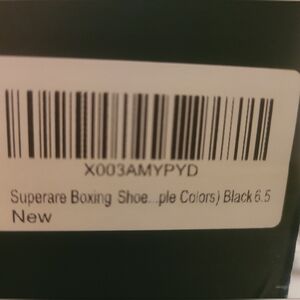 X003AMYPYD
Superare Boxing Shoe...ple Colors) Black 6.5
New